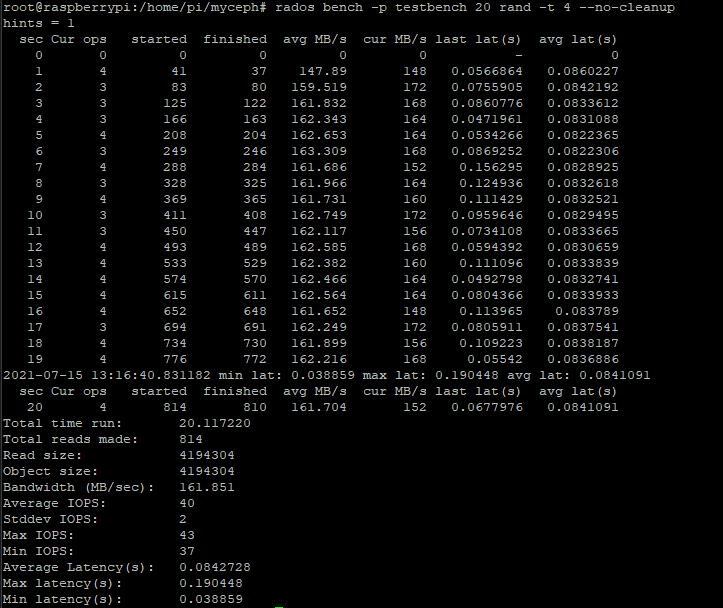 root@raspberrypi:/home/pi/myceph# rados bench -p testbench 20 rand -t 4 --no-cleanup
hints = 1
sec Cur ops started finished avg MB/s cur MB/s last lat(s) avg lat(s)
0 0 0 0 0 0 - 0
1 4 41 37 147.89 148 0.0566864 0.0860227
2 3 83 80 159.519 172 0.0755905 0.0842192
3 3 125 122 161.832 168 0.0860776 0.0833612
4 3 166 163 162.343 164 0.0471961 0.0831088
5 4 208 204 162.653 164 0.0534266 0.0822365
6 3 249 246 163.309 168 0.0869252 0.0822306
7 4 288 284 161.686 152 0.156295 0.0828925
8 3 328 325 161.966 164 0.124936 0.0832618
9 4 369 365 161.731 160 0.111429 0.0832521
10 3 411 408 162.749 172 0.0959646 0.0829495
11 3 450 447 162.117 156 0.0734108 0.0833665
12 4 493 489 162.585 168 0.0594392 0.0830659
13 4 533 529 162.382 160 0.111096 0.0833839
14 4 574 570 162.466 164 0.0492798 0.0832741
15 4 615 611 162.564 164 0.0804366 0.0833933
16 4 652 648 161.652 148 0.113965 0.083789
17 3 694 691 162.249 172 0.0805911 0.0837541
18 4 734 730 161.899 156 0.109223 0.0838187
19 4 776 772 162.216 168 0.05542 0.0836886
2021-07-15 13:16:40.831182 min lat: 0.038859 max lat: 0.190448 avg lat: 0.0841091
sec Cur ops started finished avg MB/s cur MB/s last lat(s) avg lat(s)
20 4 814 810 161.704 152 0.0677976 0.0841091
Total time run: 20.117220
Total reads made: 814
Read size: 4194304
Object size: 4194304
Bandwidth (MB/sec): 161.851
Average IOPS: 40
Stddev IOPS: 2
Max IOPS: 43
Min IOPS: 37
Average Latency(s): 0.0842728
Max latency(s): 0.190448
Min latency(s): 0.038859